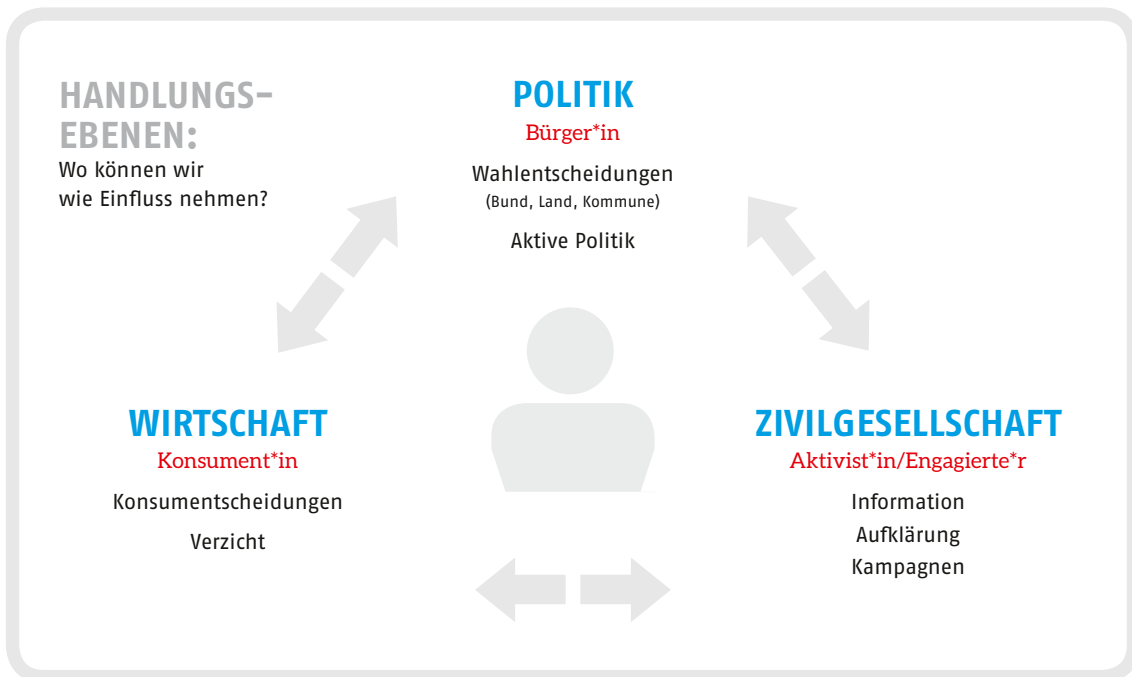 HANDLUNGS-
EBENEN:
Wo können wir
wie Einfluss nehmen?
POLITIK
Bürger*in
Wahlentscheidungen
(Bund, Land, Kommune)
Aktive Politik
WIRTSCHAFT
Konsument*in
Konsumentscheidungen
Verzicht
ZIVILGESELLSCHAFT
Aktivist*in/Engagierte*r
Information
Aufklärung
Kampagnen